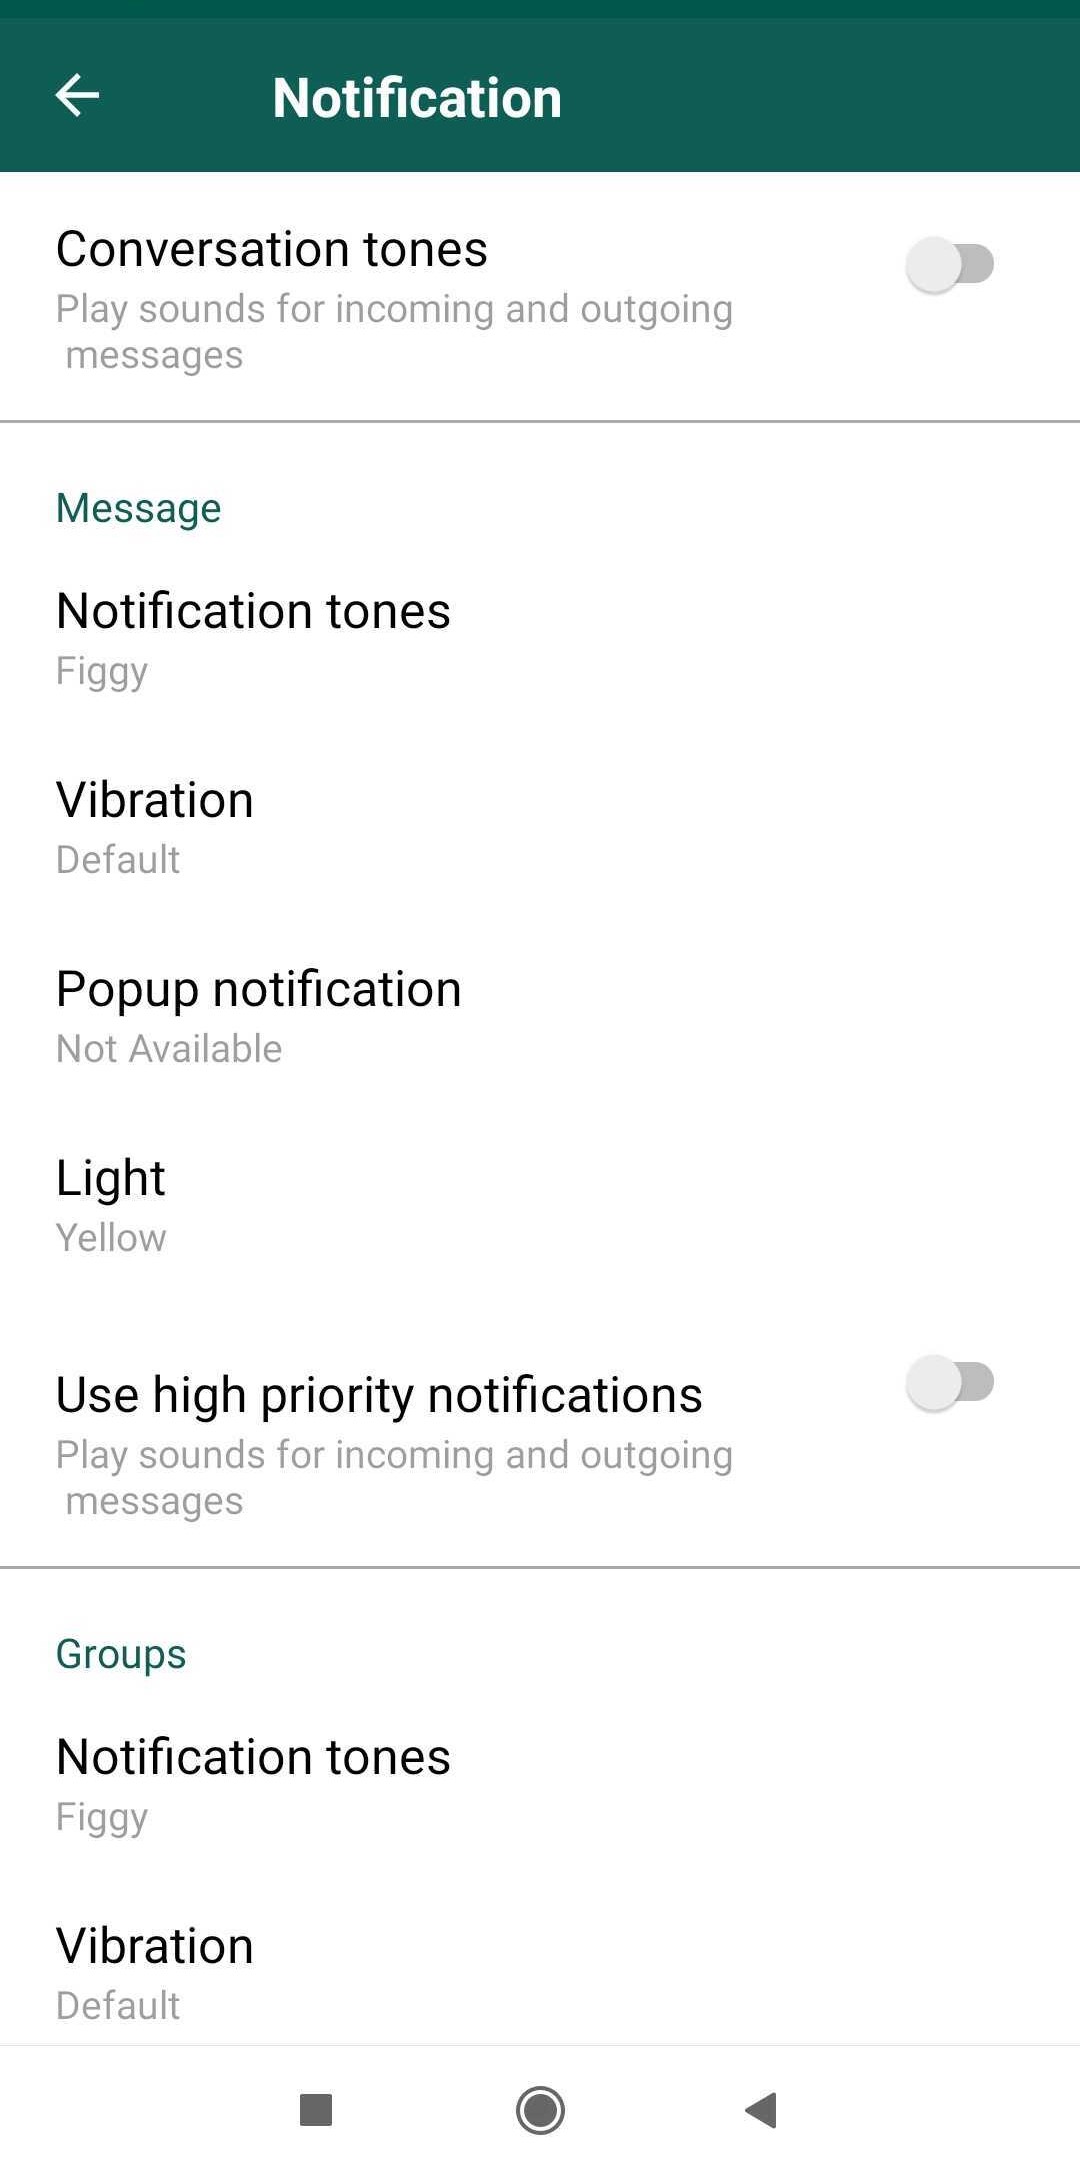 Notification
Conversation tones
Play sounds for incoming and outgoing
messages
Message
Notification tones
Figgy
Vibration
Default
Popup notification
Not Available
Light
Yellow
Use high priority notifications
Play sounds for incoming and outgoing
messages
Groups
Notification tones
Figgy
Vibration
Default